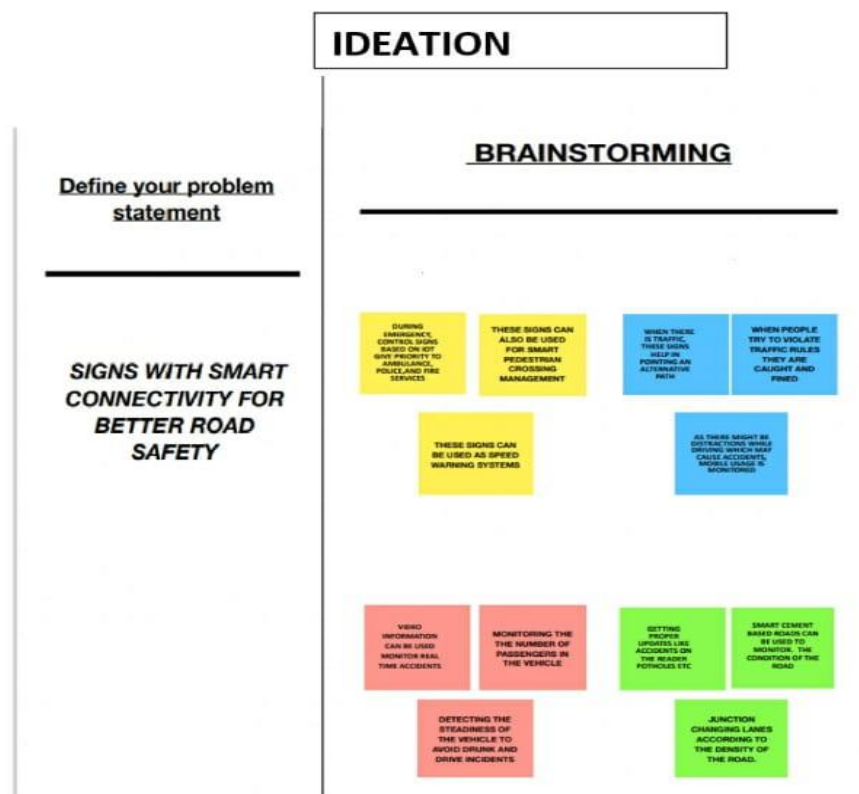 IDEATION
Define your problem
statement
SIGNS WITH SMART
CONNECTIVITY FOR
BETTER ROAD
SAFETY
BRAINSTORMING
DURING
EMERGENCY,
CONTROL SIGNS
BASED ON IOT
GIVE PRIORITY TO
AMBULANCE,
POLICE,AND FIRE
SERVICES
THESE SIGNS CAN
ALSO BE USED
FOR SMART
PEDESTRIAN
CROSSING
MANAGEMENT
THESE SIGNS CAN
BE USED AS SPEED
WARNING SYSTEMS
WHEN THERE
IS TRAFFIC,
THESE SIGNS
HELP IN
POINTING AN
ALTERNATIVE
PATH
WHEN PEOPLE
TRY TO VIOLATE
TRAFFIC RULES
THEY ARE
CAUGHT AND
FINED
AS THERE MIGHT BE
DISTRACTIONS WHILE
DRIVING WHICH MAY
CAUSE ACCIDENTS,
MOBILE USAGE IS
MONITORED
VIDEO
INFORMATION
CAN BE USED
MONITOR REAL
TIME ACCIDENTS
MONITORING THE
THE NUMBER OF
PASSENGERS IN
THE VEHICLE
DETECTING THE
STEADINESS OF
THE VEHICLE TO
AVOID DRUNK AND
DRIVE INCIDENTS
GETTING
PROPER
UPDATES LIKE
ACCIDENTS ON
THE READER
POTHOLES ETC
SMART CEMENT
BASED ROADS CAN
BE USED TO
MONITOR. THE
CONDITION OF THE
ROAD
JUNCTION
CHANGING LANES
ACCORDING TO
THE DENSITY OF
THE ROAD.